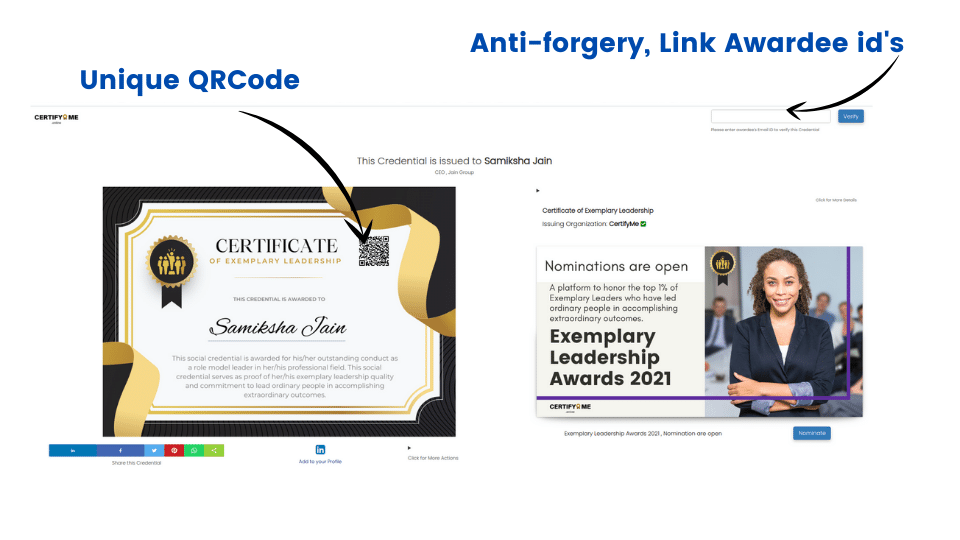 Anti-forgery, Link Awardee id's
Unique QRCode
CERTIFY ME
Verify
Please enter awardee's Email ID to verify this Credential
This Credential is issued to Samiksha Jain
CEO , Jain Group
Click for More Details
Certificate of Exemplary Leadership
Issuing Organization: CertifyMe
CERTIFICATE
OF EXEMPLARY LEADERSHIP
THIS CREDENTIAL IS AWARDED TO
Samiksha Jain
This social credential is awarded for his/her outstanding conduct as
a role model leader in her/his professional field. This social
credential serves as proof of her/his exemplary leadership quality
and commitment to lead ordinary people in accomplishing
extraordinary outcomes.
Nominations are open
A platform to honor the top 1% of
Exemplary Leaders who have led
ordinary people in accomplishing
extraordinary outcomes.
Exemplary
Leadership
Awards 2021
CERTIFY ME
Exemplary Leadership Awards 2021 , Nomination are open
Nominate
in
f
Share this Credential
in
Add to your Profile
Click for More Actions